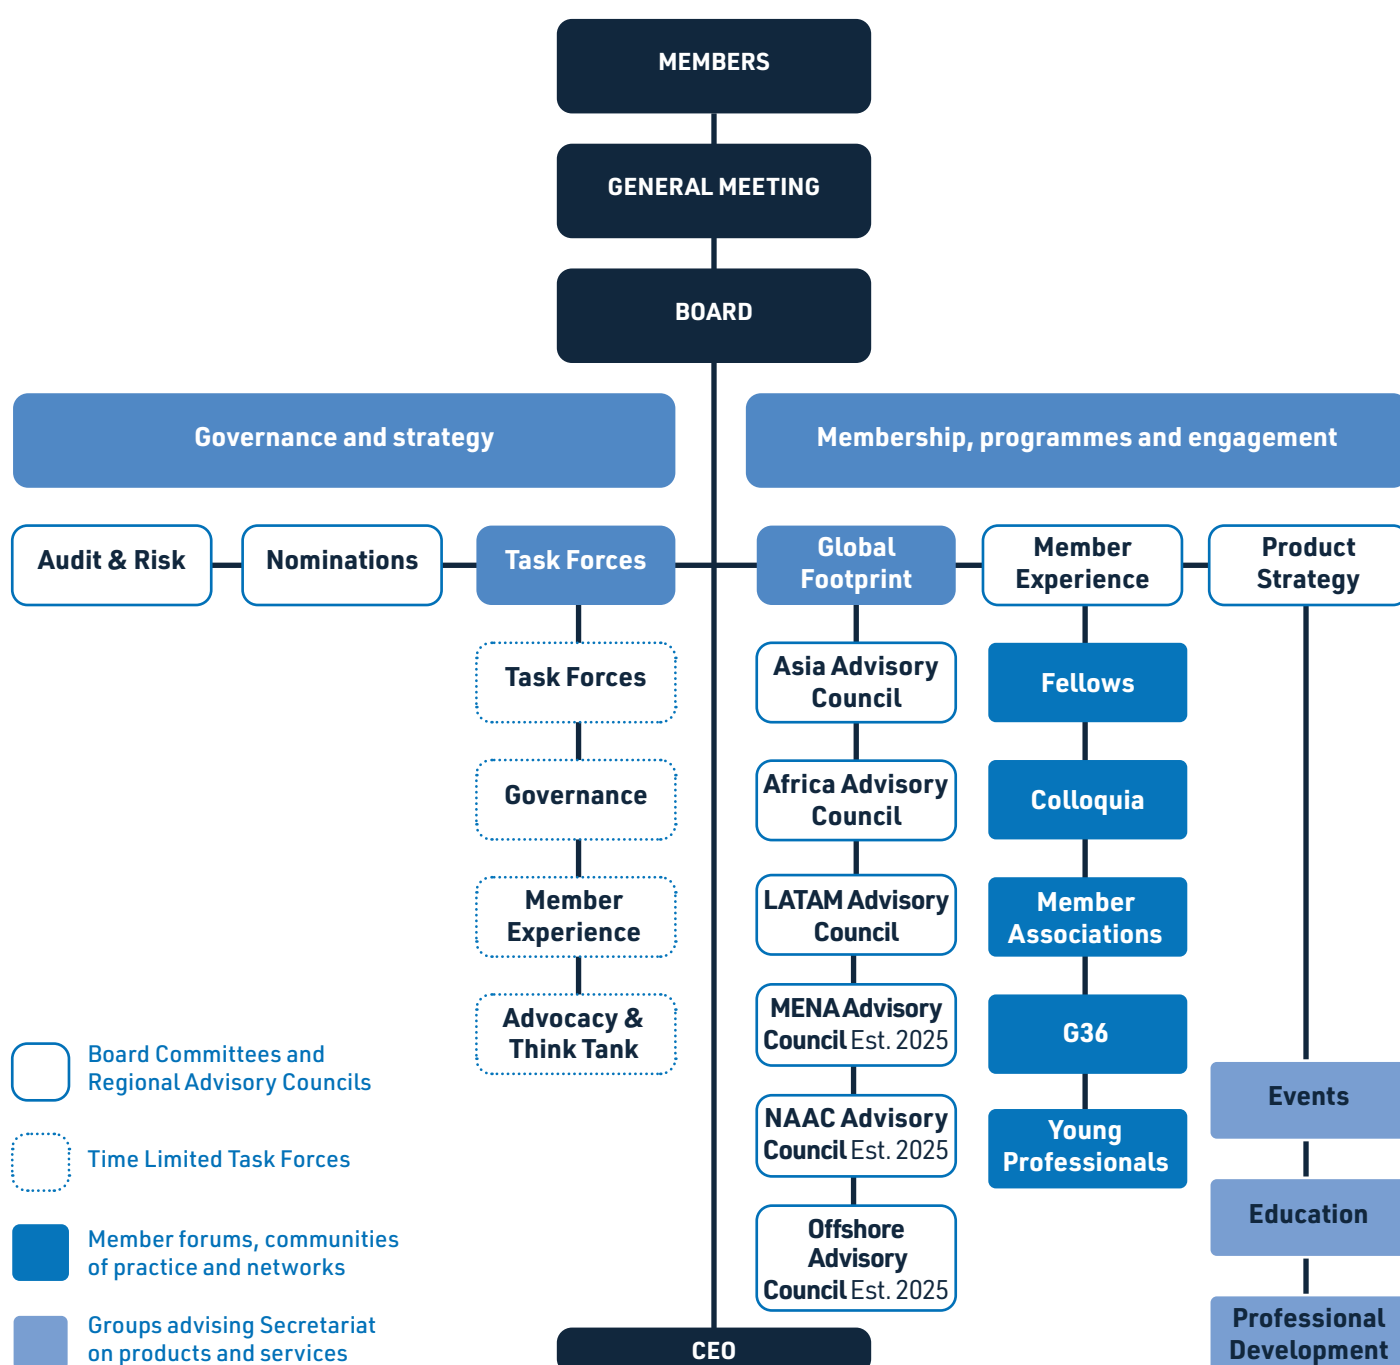 MEMBERS
GENERAL MEETING
BOARD
Governance and strategy
Membership, programmes and engagement
Audit & Risk
Nominations
Task Forces
Global
Footprint
Member
Experience
Product
Strategy
Task Forces
Governance
Member
Experience
Advocacy &
Think Tank
Asia Advisory
Council
Africa Advisory
Council
LATAM Advisory
Council
MENA Advisory
Council Est. 2025
NAAC Advisory
Council Est. 2025
Offshore
Advisory
Council Est. 2025
Fellows
Colloquia
Member
Associations
G36
Young
Professionals
Events
Education
Professional
Development
Board Committees and
Regional Advisory Councils
Time Limited Task Forces
Member forums, communities
of practice and networks
Groups advising Secretariat
on products and services
CEO